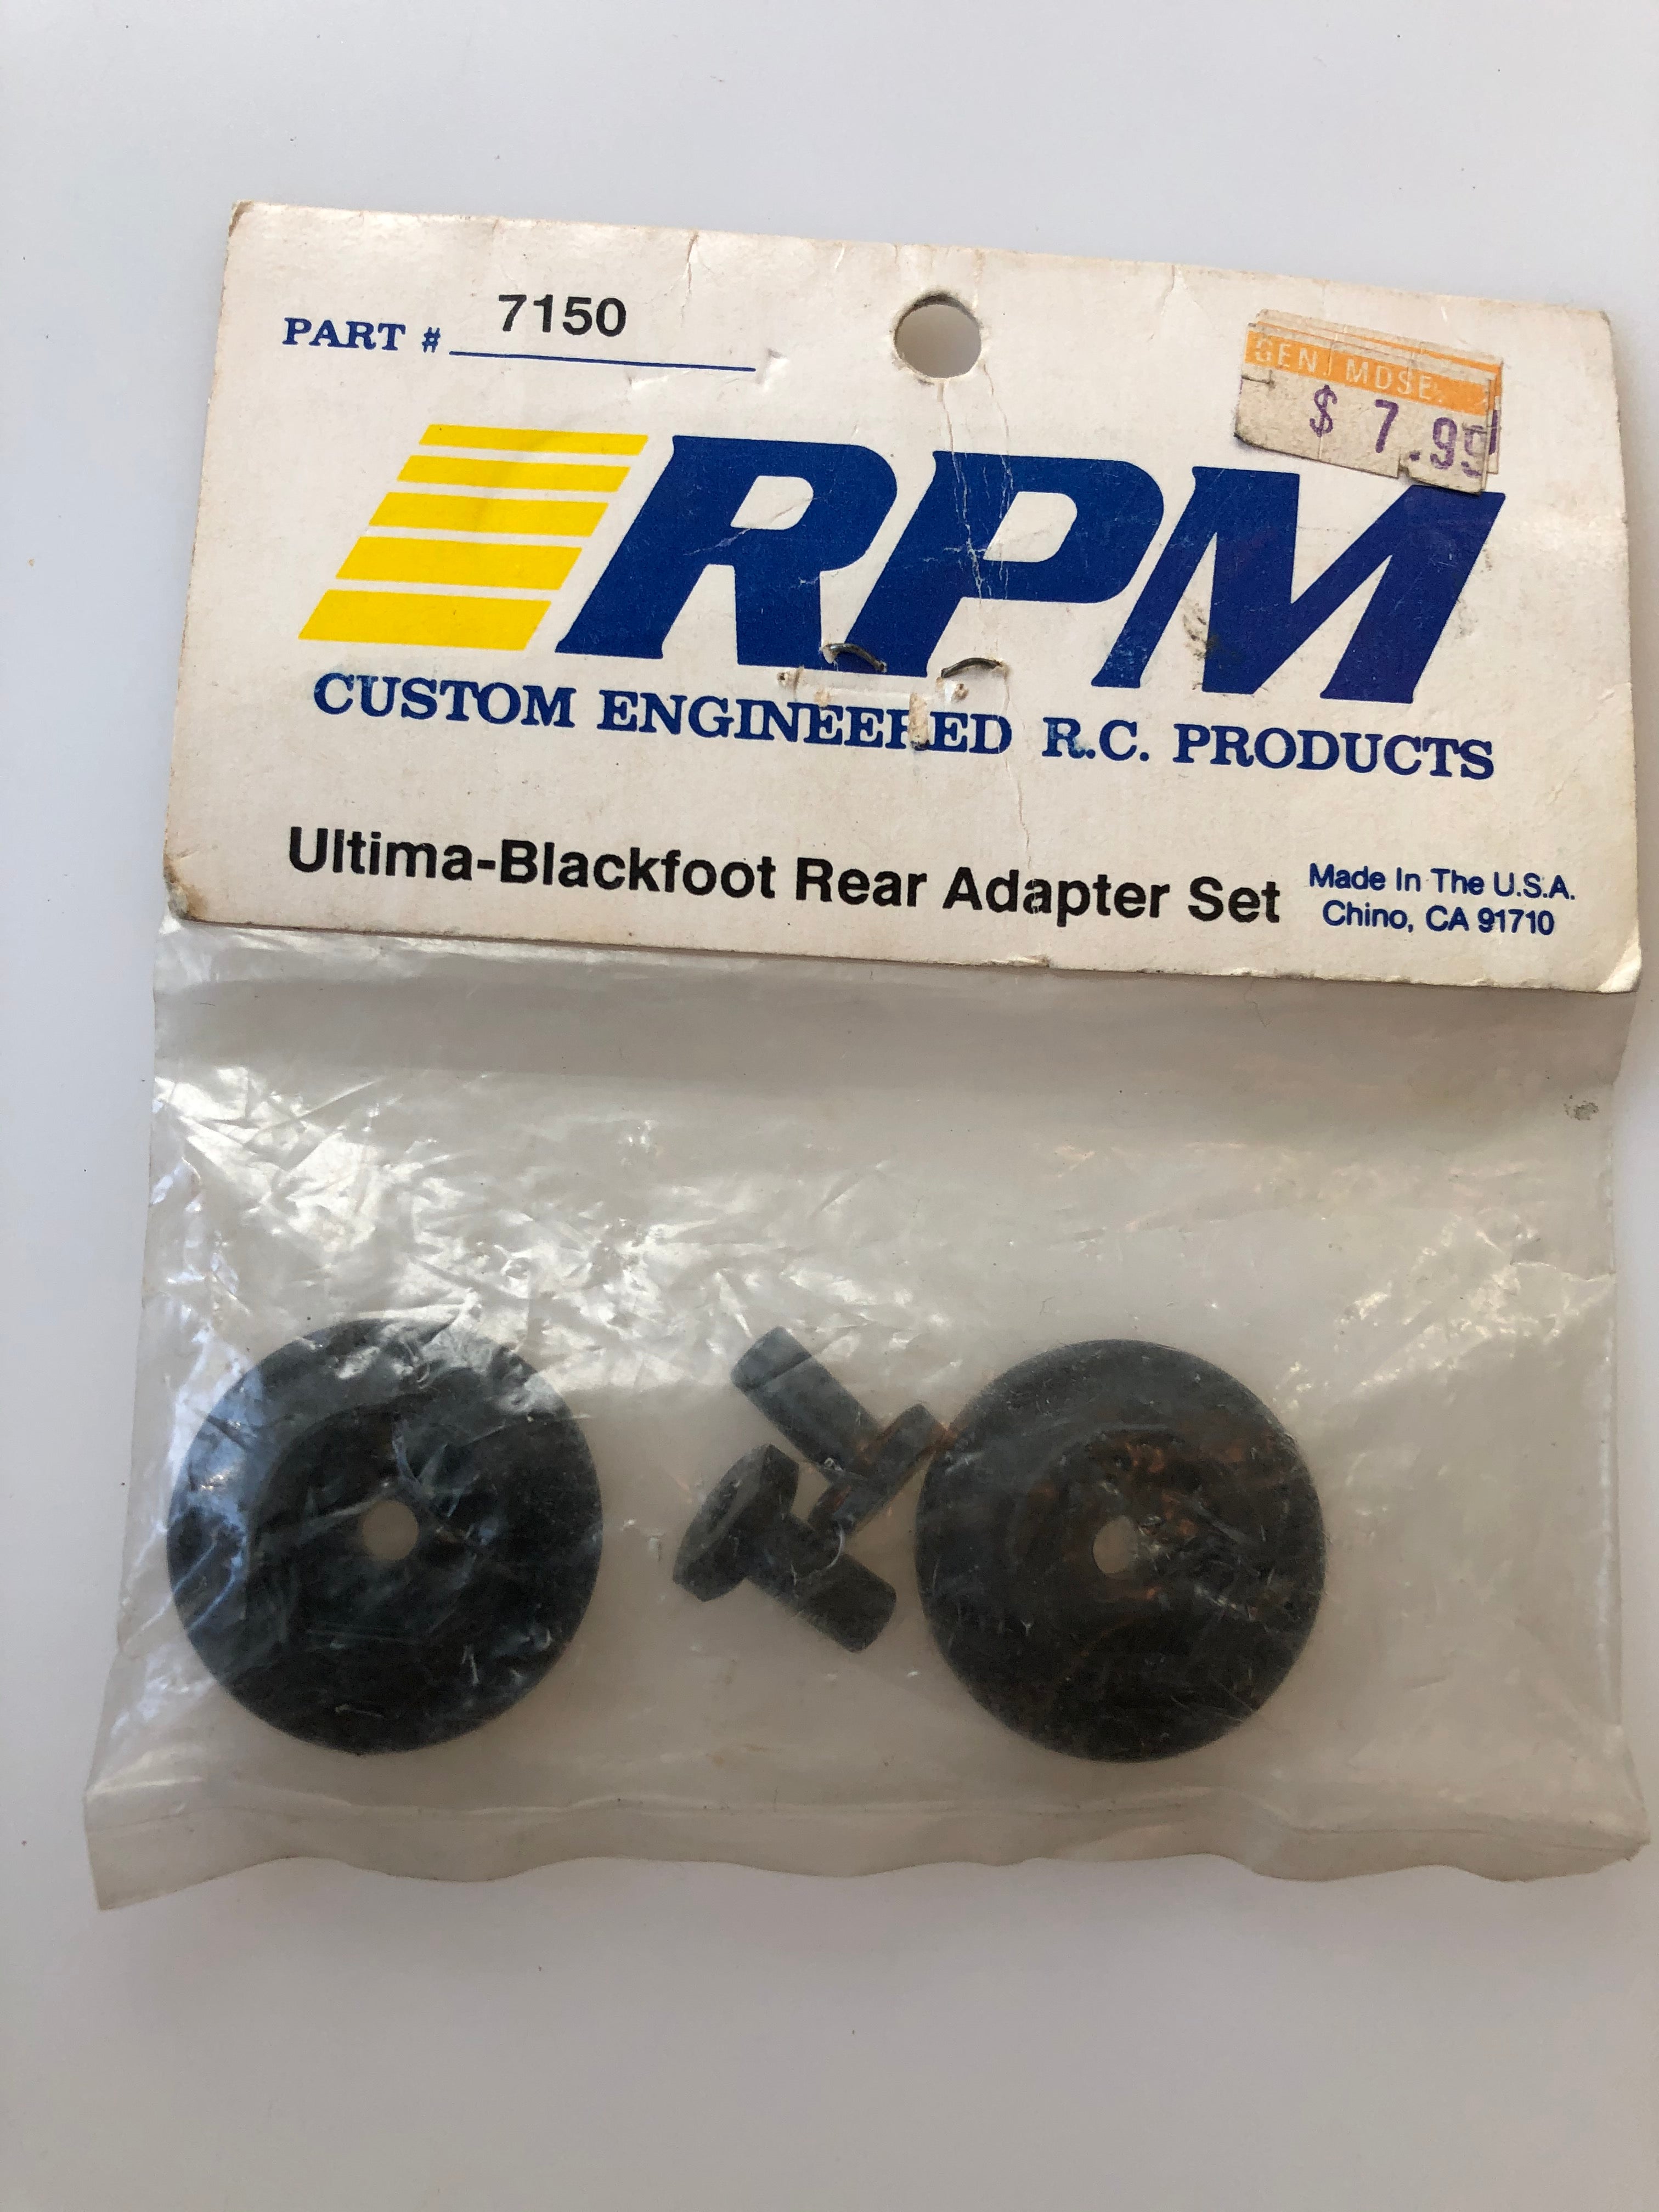 PART # 7150
GEN. MDSE.
$ 7.99
RPM
CUSTOM ENGINEERED R.C. PRODUCTS
Ultima-Blackfoot Rear Adapter Set
Made In The U.S.A.
Chino, CA 91710